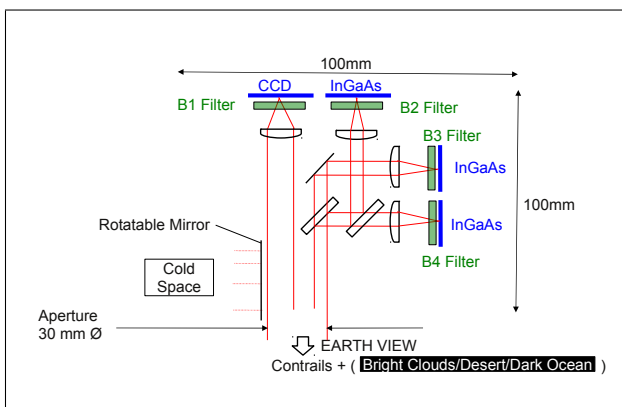 100mm
CCD
InGaAs
B1 Filter
B2 Filter
B3 Filter
InGaAs
100mm
InGaAs
B4 Filter
Rotatable Mirror
Cold
Space
Aperture
30 mm Ø
EARTH VIEW
Contrails + ( Bright Clouds/Desert/Dark Ocean )